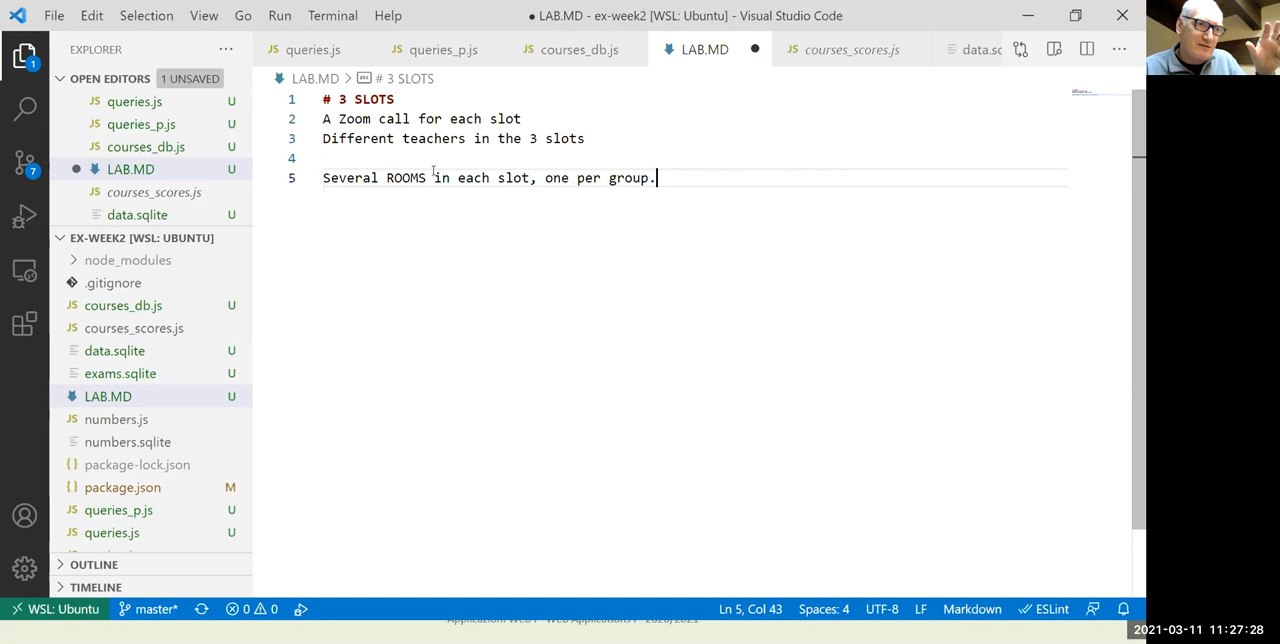 File Edit Selection View Go Run Terminal Help
● LAB.MD - ex-week2 [WSL: Ubuntu] - Visual Studio Code
EXPLORER ...
OPEN EDITORS 1 UNSAVED
JS queries.js U
JS queries_p.js U
JS courses_db.js U
● LAB.MD U
JS courses_scores.js
data.sqlite U
EX-WEEK2 [WSL: UBUNTU]
node_modules
.gitignore
JS courses_db.js U
JS courses_scores.js
data.sqlite U
exams.sqlite U
LAB.MD U
JS numbers.js
numbers.sqlite
{} package-lock.json
{} package.json M
JS queries_p.js U
JS queries.js U
OUTLINE
TIMELINE
1
7
JS queries.js JS queries_p.js JS courses_db.js LAB.MD ● JS courses_scores.js data.sc ...
LAB.MD > abc # 3 SLOTS
1 # 3 SLOTS
2 A Zoom call for each slot
3 Different teachers in the 3 slots
4
5 Several ROOMS in each slot, one per group.
WSL: Ubuntu master* 0 0 Ln 5, Col 43 Spaces: 4 UTF-8 LF Markdown ESLint
Applicazioni Web I - Web Applications I - 2020/2021
2021-03-11 11:27:28